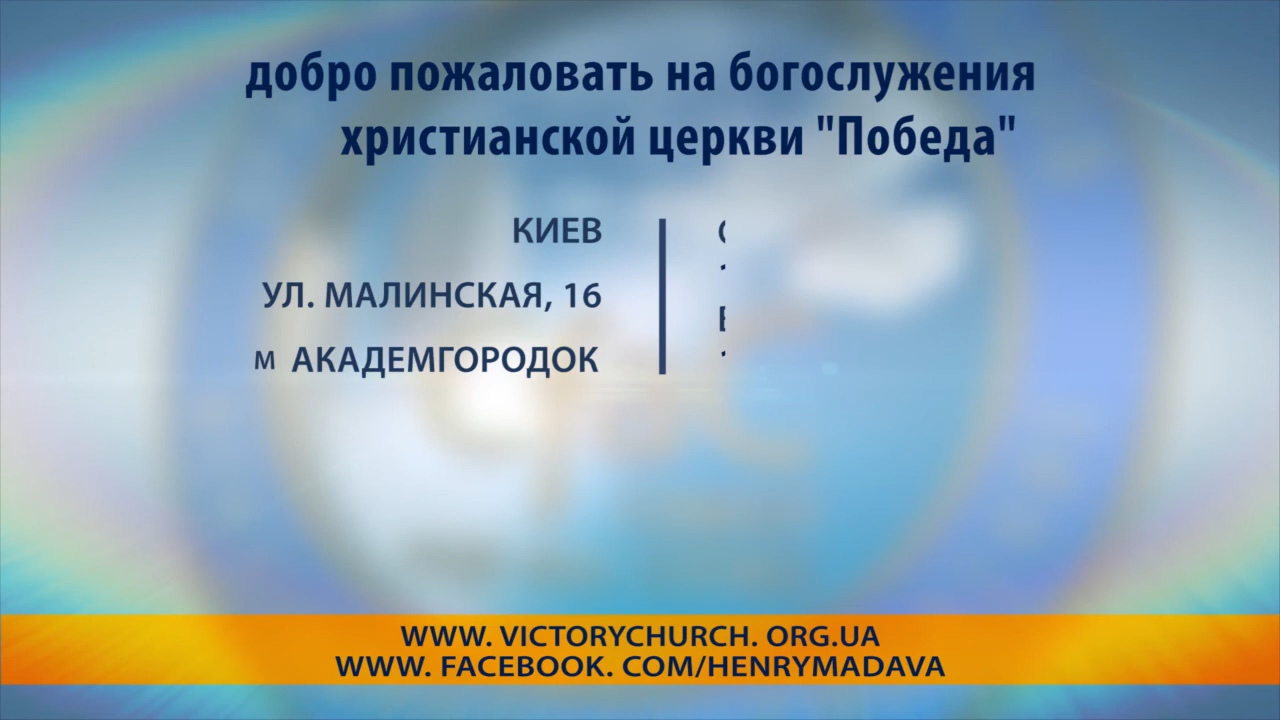 добро пожаловать на богослужения
христианской церкви "Победа"
КИЕВ
УЛ. МАЛИНСКАЯ, 16
м АКАДЕМГОРОДОК
WWW. VICTORYCHURCH. ORG.UA
WWW. FACEBOOK. COM/HENRYMADAVA